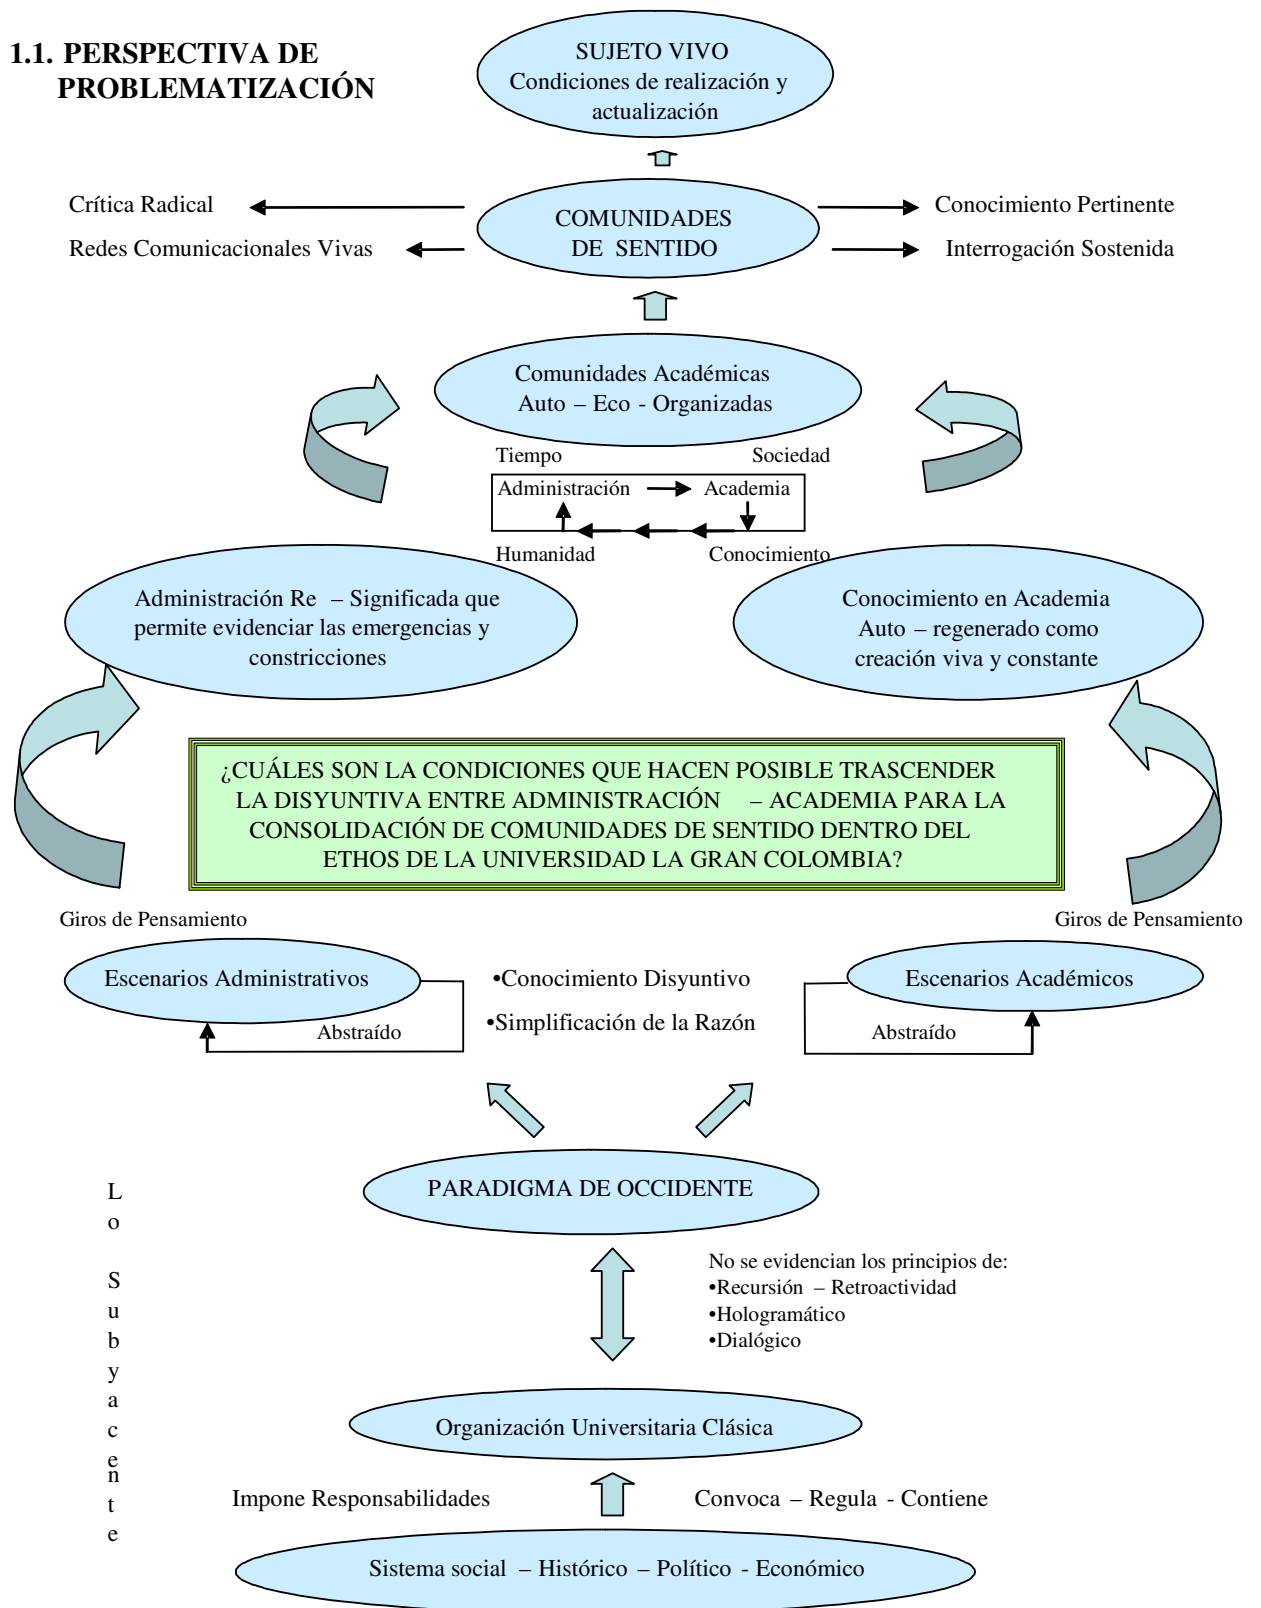 1.1. PERSPECTIVA DE
PROBLEMATIZACIÓN
SUJETO VIVO
Condiciones de realización y
actualización
Crítica Radical
Conocimiento Pertinente
COMUNIDADES
DE SENTIDO
Redes Comunicacionales Vivas
Interrogación Sostenida
Comunidades Académicas
Auto – Eco - Organizadas
Tiempo
Sociedad
Administración
Academia
Humanidad
Conocimiento
Administración Re – Significada que
permite evidenciar las emergencias y
constricciones
Conocimiento en Academia
Auto – regenerado como
creación viva y constante
¿CUÁLES SON LA CONDICIONES QUE HACEN POSIBLE TRASCENDER
LA DISYUNTIVA ENTRE ADMINISTRACIÓN – ACADEMIA PARA LA
CONSOLIDACIÓN DE COMUNIDADES DE SENTIDO DENTRO DEL
ETHOS DE LA UNIVERSIDAD LA GRAN COLOMBIA?
Giros de Pensamiento
Giros de Pensamiento
Escenarios Administrativos
•Conocimiento Disyuntivo
Escenarios Académicos
Abstraído
•Simplificación de la Razón
Abstraído
PARADIGMA DE OCCIDENTE
Lo Subyacente
No se evidencian los principios de:
•Recursión – Retroactividad
•Hologramático
•Dialógico
Organización Universitaria Clásica
Impone Responsabilidades
Convoca – Regula - Contiene
Sistema social – Histórico – Político - Económico